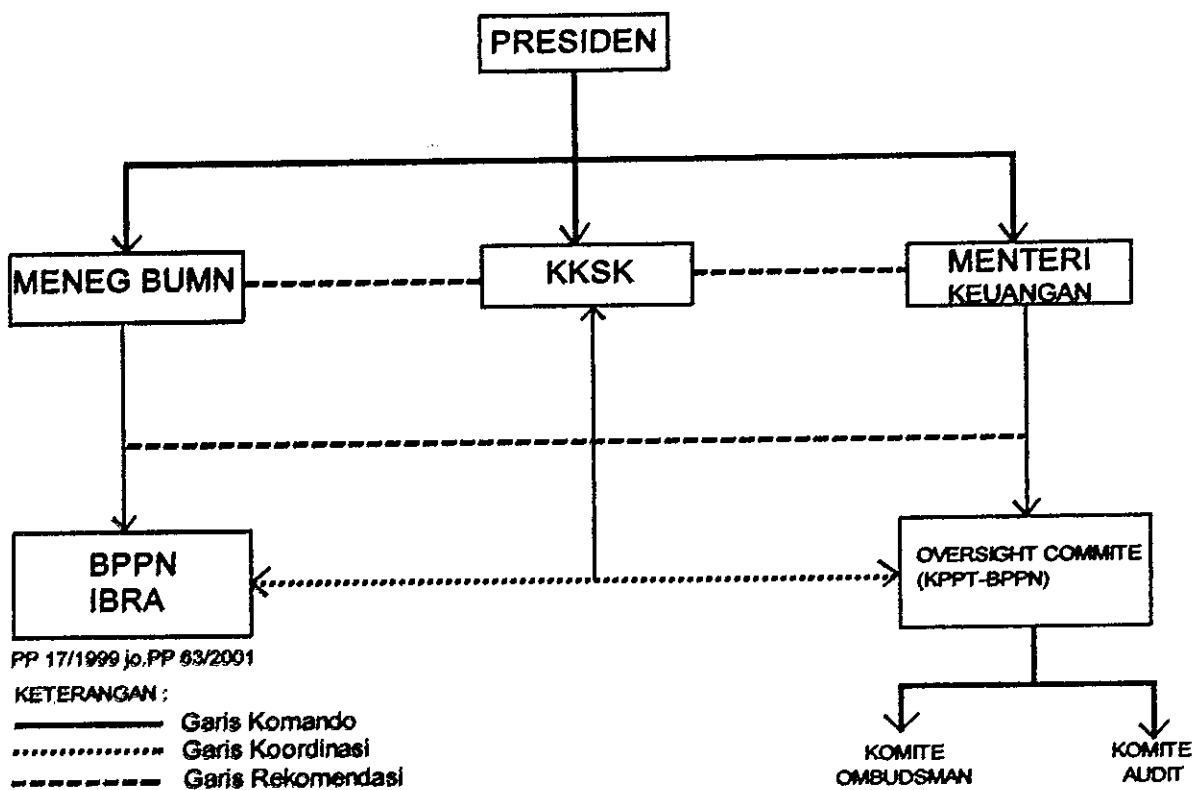 PRESIDEN
MENEG BUMN
KKSK
MENTERI
KEUANGAN
BPPN
IBRA
OVERSIGHT COMMITE
(KPPT-BPPN)
PP 17/1999 jo.PP 63/2001
KETERANGAN :
Garis Komando
Garis Koordinasi
Garis Rekomendasi
KOMITE
OMBUDSMAN
KOMITE
AUDIT